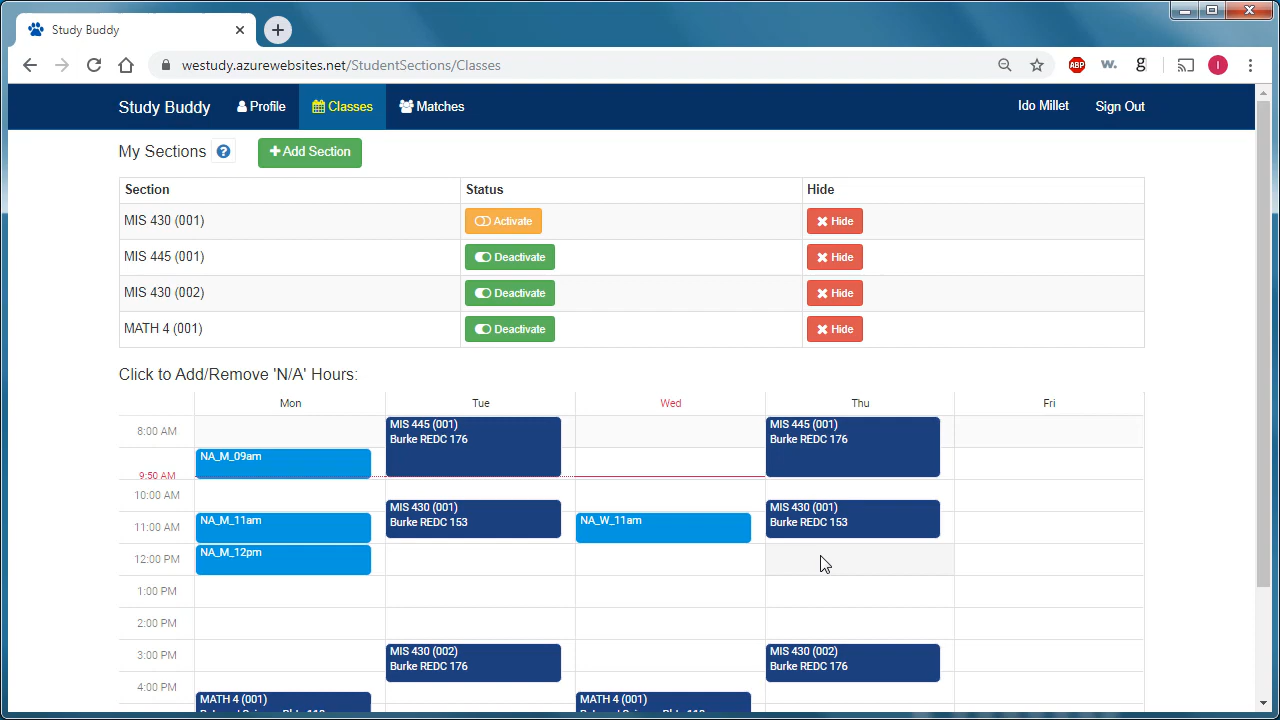 Study Buddy
westudy.azurewebsites.net/StudentSections/Classes
ABP
w.
g
I
Study Buddy Profile Classes Matches Ido Millet Sign Out
My Sections ? Add Section
Section Status Hide
MIS 430 (001) Activate Hide
MIS 445 (001) Deactivate Hide
MIS 430 (002) Deactivate Hide
MATH 4 (001) Deactivate Hide
Click to Add/Remove 'N/A' Hours:
Mon Tue Wed Thu Fri
8:00 AM
MIS 445 (001)
Burke REDC 176
MIS 445 (001)
Burke REDC 176
NA_M_09am
9:50 AM
10:00 AM
MIS 430 (001)
Burke REDC 153
MIS 430 (001)
Burke REDC 153
11:00 AM
NA_M_11am
NA_W_11am
12:00 PM
NA_M_12pm
1:00 PM
2:00 PM
3:00 PM
MIS 430 (002)
Burke REDC 176
MIS 430 (002)
Burke REDC 176
4:00 PM
MATH 4 (001)
MATH 4 (001)